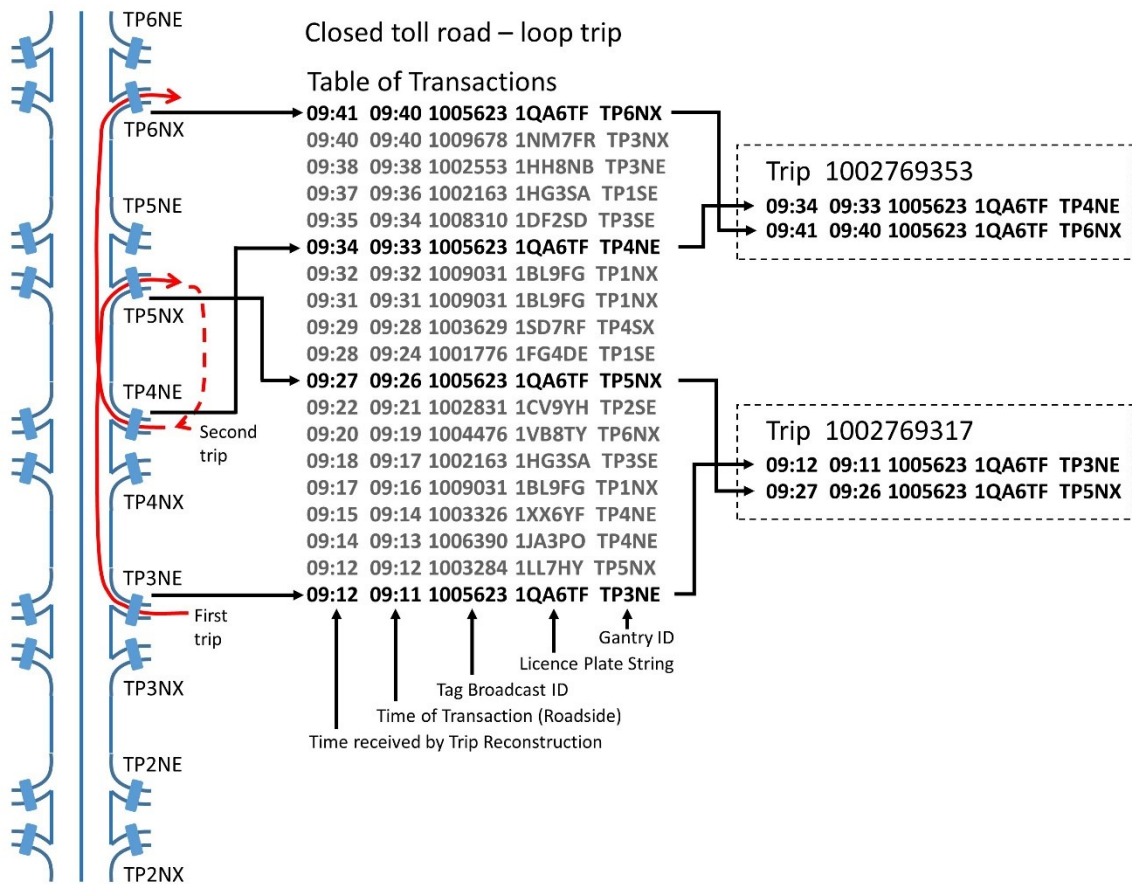 Closed toll road – loop trip
Table of Transactions
09:41 09:40 1005623 1QA6TF TP6NX
09:40 09:40 1009678 1NM7FR TP3NX
09:38 09:38 1002553 1HH8NB TP3NE
09:37 09:36 1002163 1HG3SA TP1SE
09:35 09:34 1008310 1DF2SD TP3SE
09:34 09:33 1005623 1QA6TF TP4NE
09:32 09:32 1009031 1BL9FG TP1NX
09:31 09:31 1009031 1BL9FG TP1NX
09:29 09:28 1003629 1SD7RF TP4SX
09:28 09:24 1001776 1FG4DE TP1SE
09:27 09:26 1005623 1QA6TF TP5NX
09:22 09:21 1002831 1CV9YH TP2SE
09:20 09:19 1004476 1VB8TY TP6NX
09:18 09:17 1002163 1HG3SA TP3SE
09:17 09:16 1009031 1BL9FG TP1NX
09:15 09:14 1003326 1XX6YF TP4NE
09:14 09:13 1006390 1JA3PO TP4NE
09:12 09:12 1003284 1LL7HY TP5NX
09:12 09:11 1005623 1QA6TF TP3NE
Gantry ID
Licence Plate String
Tag Broadcast ID
Time of Transaction (Roadside)
Time received by Trip Reconstruction
Trip 1002769353
09:34 09:33 1005623 1QA6TF TP4NE
09:41 09:40 1005623 1QA6TF TP6NX
Trip 1002769317
09:12 09:11 1005623 1QA6TF TP3NE
09:27 09:26 1005623 1QA6TF TP5NX
TP6NE
TP6NX
TP5NE
TP5NX
TP4NE
Second
trip
TP4NX
TP3NE
First
trip
TP3NX
TP2NE
TP2NX